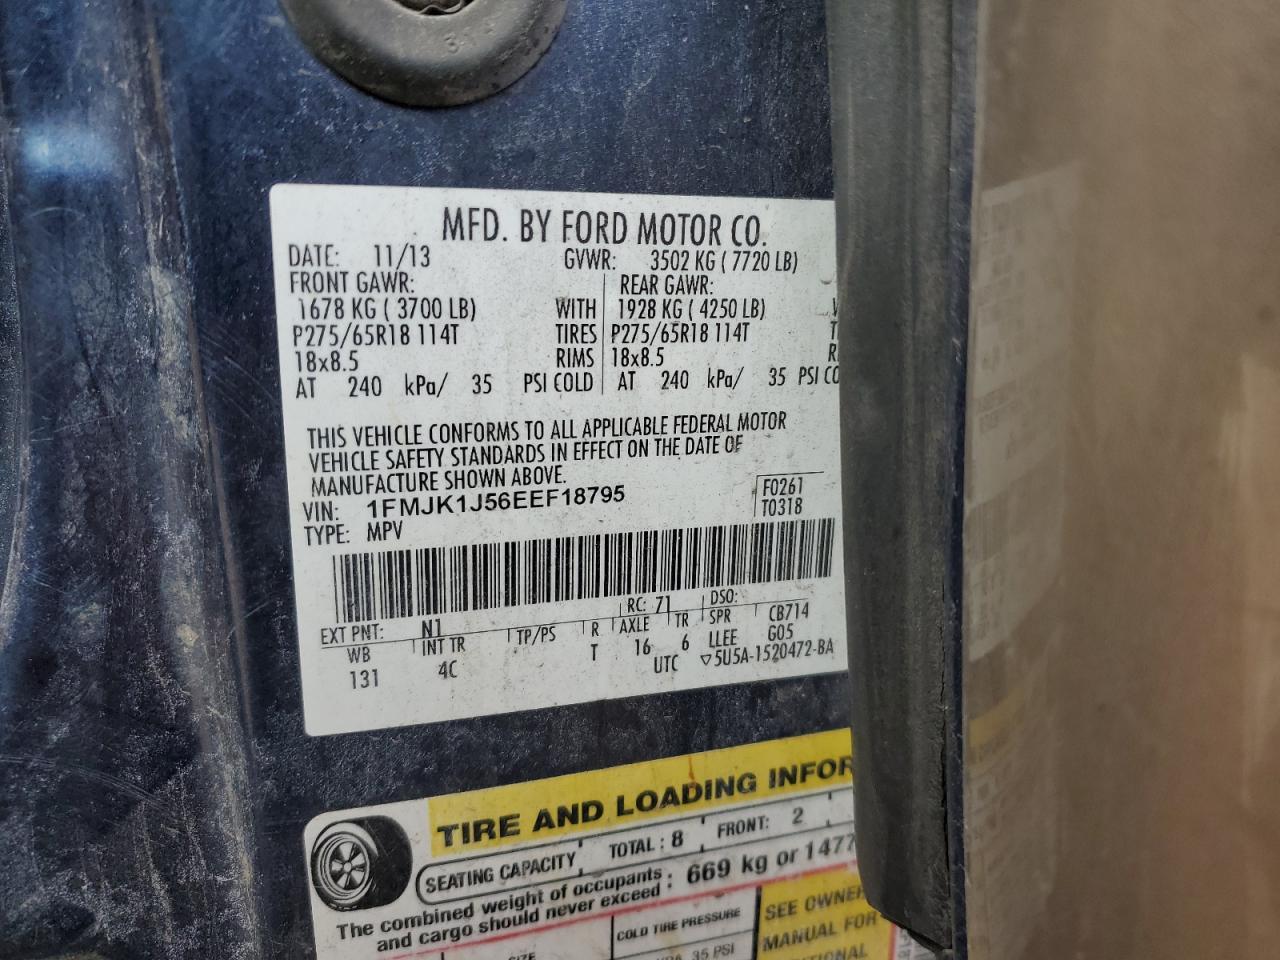 MFD. BY FORD MOTOR CO.
DATE: 11/13 GVWR: 3502 KG ( 7720 LB)
FRONT GAWR: REAR GAWR:
1678 KG ( 3700 LB) WITH 1928 KG ( 4250 LB)
P275/65R18 114T TIRES P275/65R18 114T
18x8.5 RIMS 18x8.5
AT 240 kPa/ 35 PSI COLD AT 240 kPa/ 35 PSI CO
THIS VEHICLE CONFORMS TO ALL APPLICABLE FEDERAL MOTOR
VEHICLE SAFETY STANDARDS IN EFFECT ON THE DATE OF
MANUFACTURE SHOWN ABOVE.
VIN: 1FMJK1J56EEF18795 F0261
TYPE: MPV T0318
EXT PNT: N1 RC: 71 DSO:
WB INT TR TP/PS R AXLE TR SPR CB714
131 4C T 16 6 LLEE G05
UTC ▽5U5A-1520472-BA
TIRE AND LOADING INFOR
SEATING CAPACITY TOTAL : 8 FRONT: 2
The combined weight of occupants : 669 kg or 1477
and cargo should never exceed
COLD TIRE PRESSURE SEE OWNER
SIZE 35 PSI MANUAL FOR